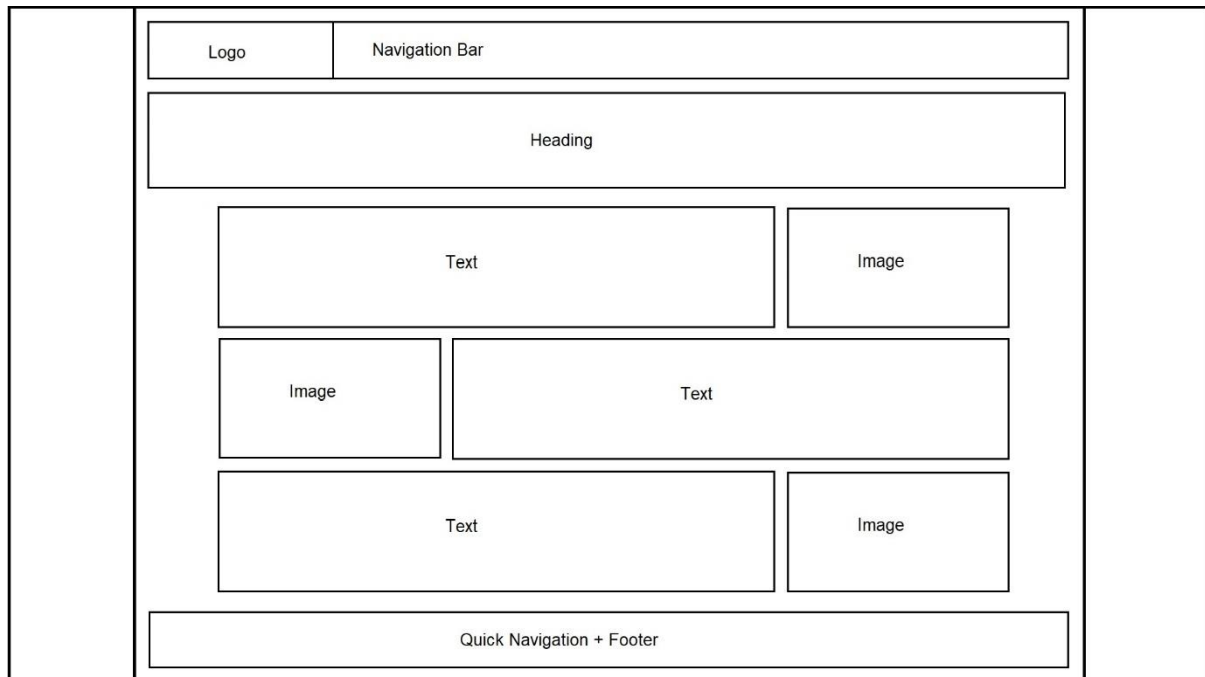 Logo
Navigation Bar
Heading
Text
Image
Image
Text
Text
Image
Quick Navigation + Footer